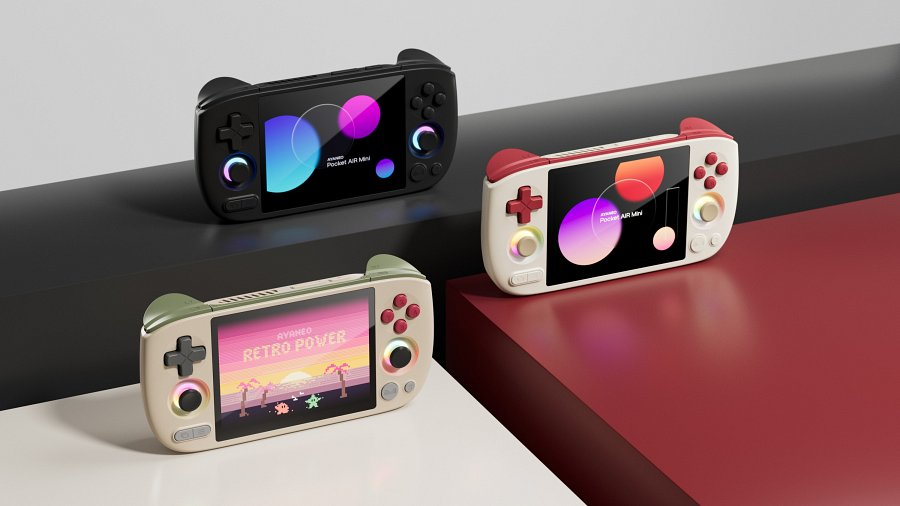 AYANEO
Pocket AIR Mini
AYANEO
Pocket AIR Mini
AYANEO
RETRO POWER